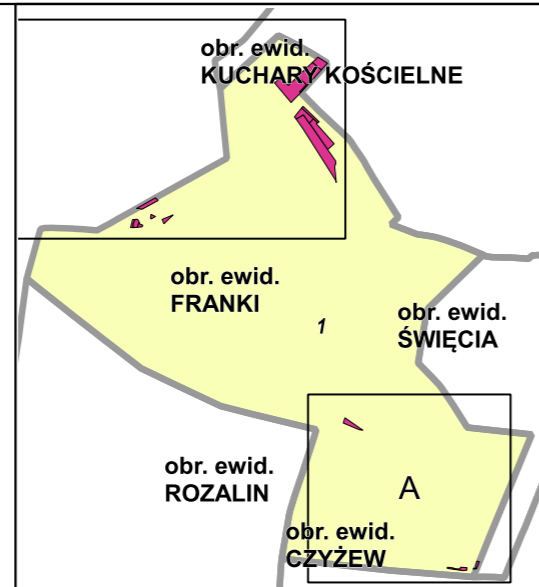 obr. ewid.
KUCHARY KOŚCIELNE
obr. ewid.
FRANKI
1
obr. ewid.
ŚWIĘCIA
obr. ewid.
ROZALIN
A
obr. ewid.
CZYŻEW